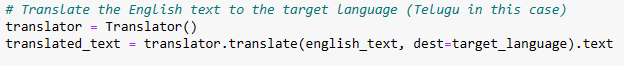 # Translate the English text to the target language (Telugu in this case)
translator = Translator()
translated_text = translator.translate(english_text, dest=target_language).text